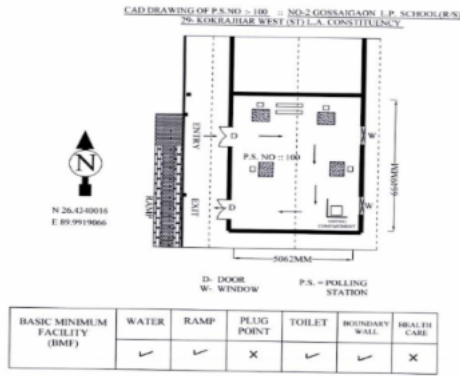 CAD DRAWING OF P.S.NO :- 100 :: NO-2 GOSSAIGAON L.P. SCHOOL(R/S)
29- KOKRAJHAR WEST (ST) L.A. CONSTITUENCY
ENTRY
D
W
P.S. NO :: 100
N
N 26.4240016
E 89.9919066
RAMP
EXIT
D
W
COMPARTMENT
5062MM
D- DOOR
W- WINDOW
P.S. = POLLING
STATION
BASIC MINIMUM
FACILITY
(BMF)
WATER
RAMP
PLUG
POINT
TOILET
BOUNDARY
WALL
HEALTH
CARE
✓ ✓ × ✓ ✓ ×